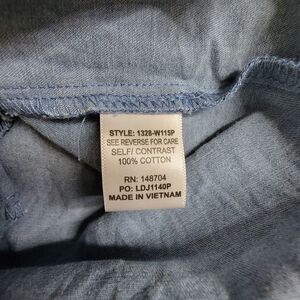 STYLE: 1328-W115P
SEE REVERSE FOR CARE
SELF/ CONTRAST
100% COTTON
RN: 148704
PO: LDJ1140P
MADE IN VIETNAM